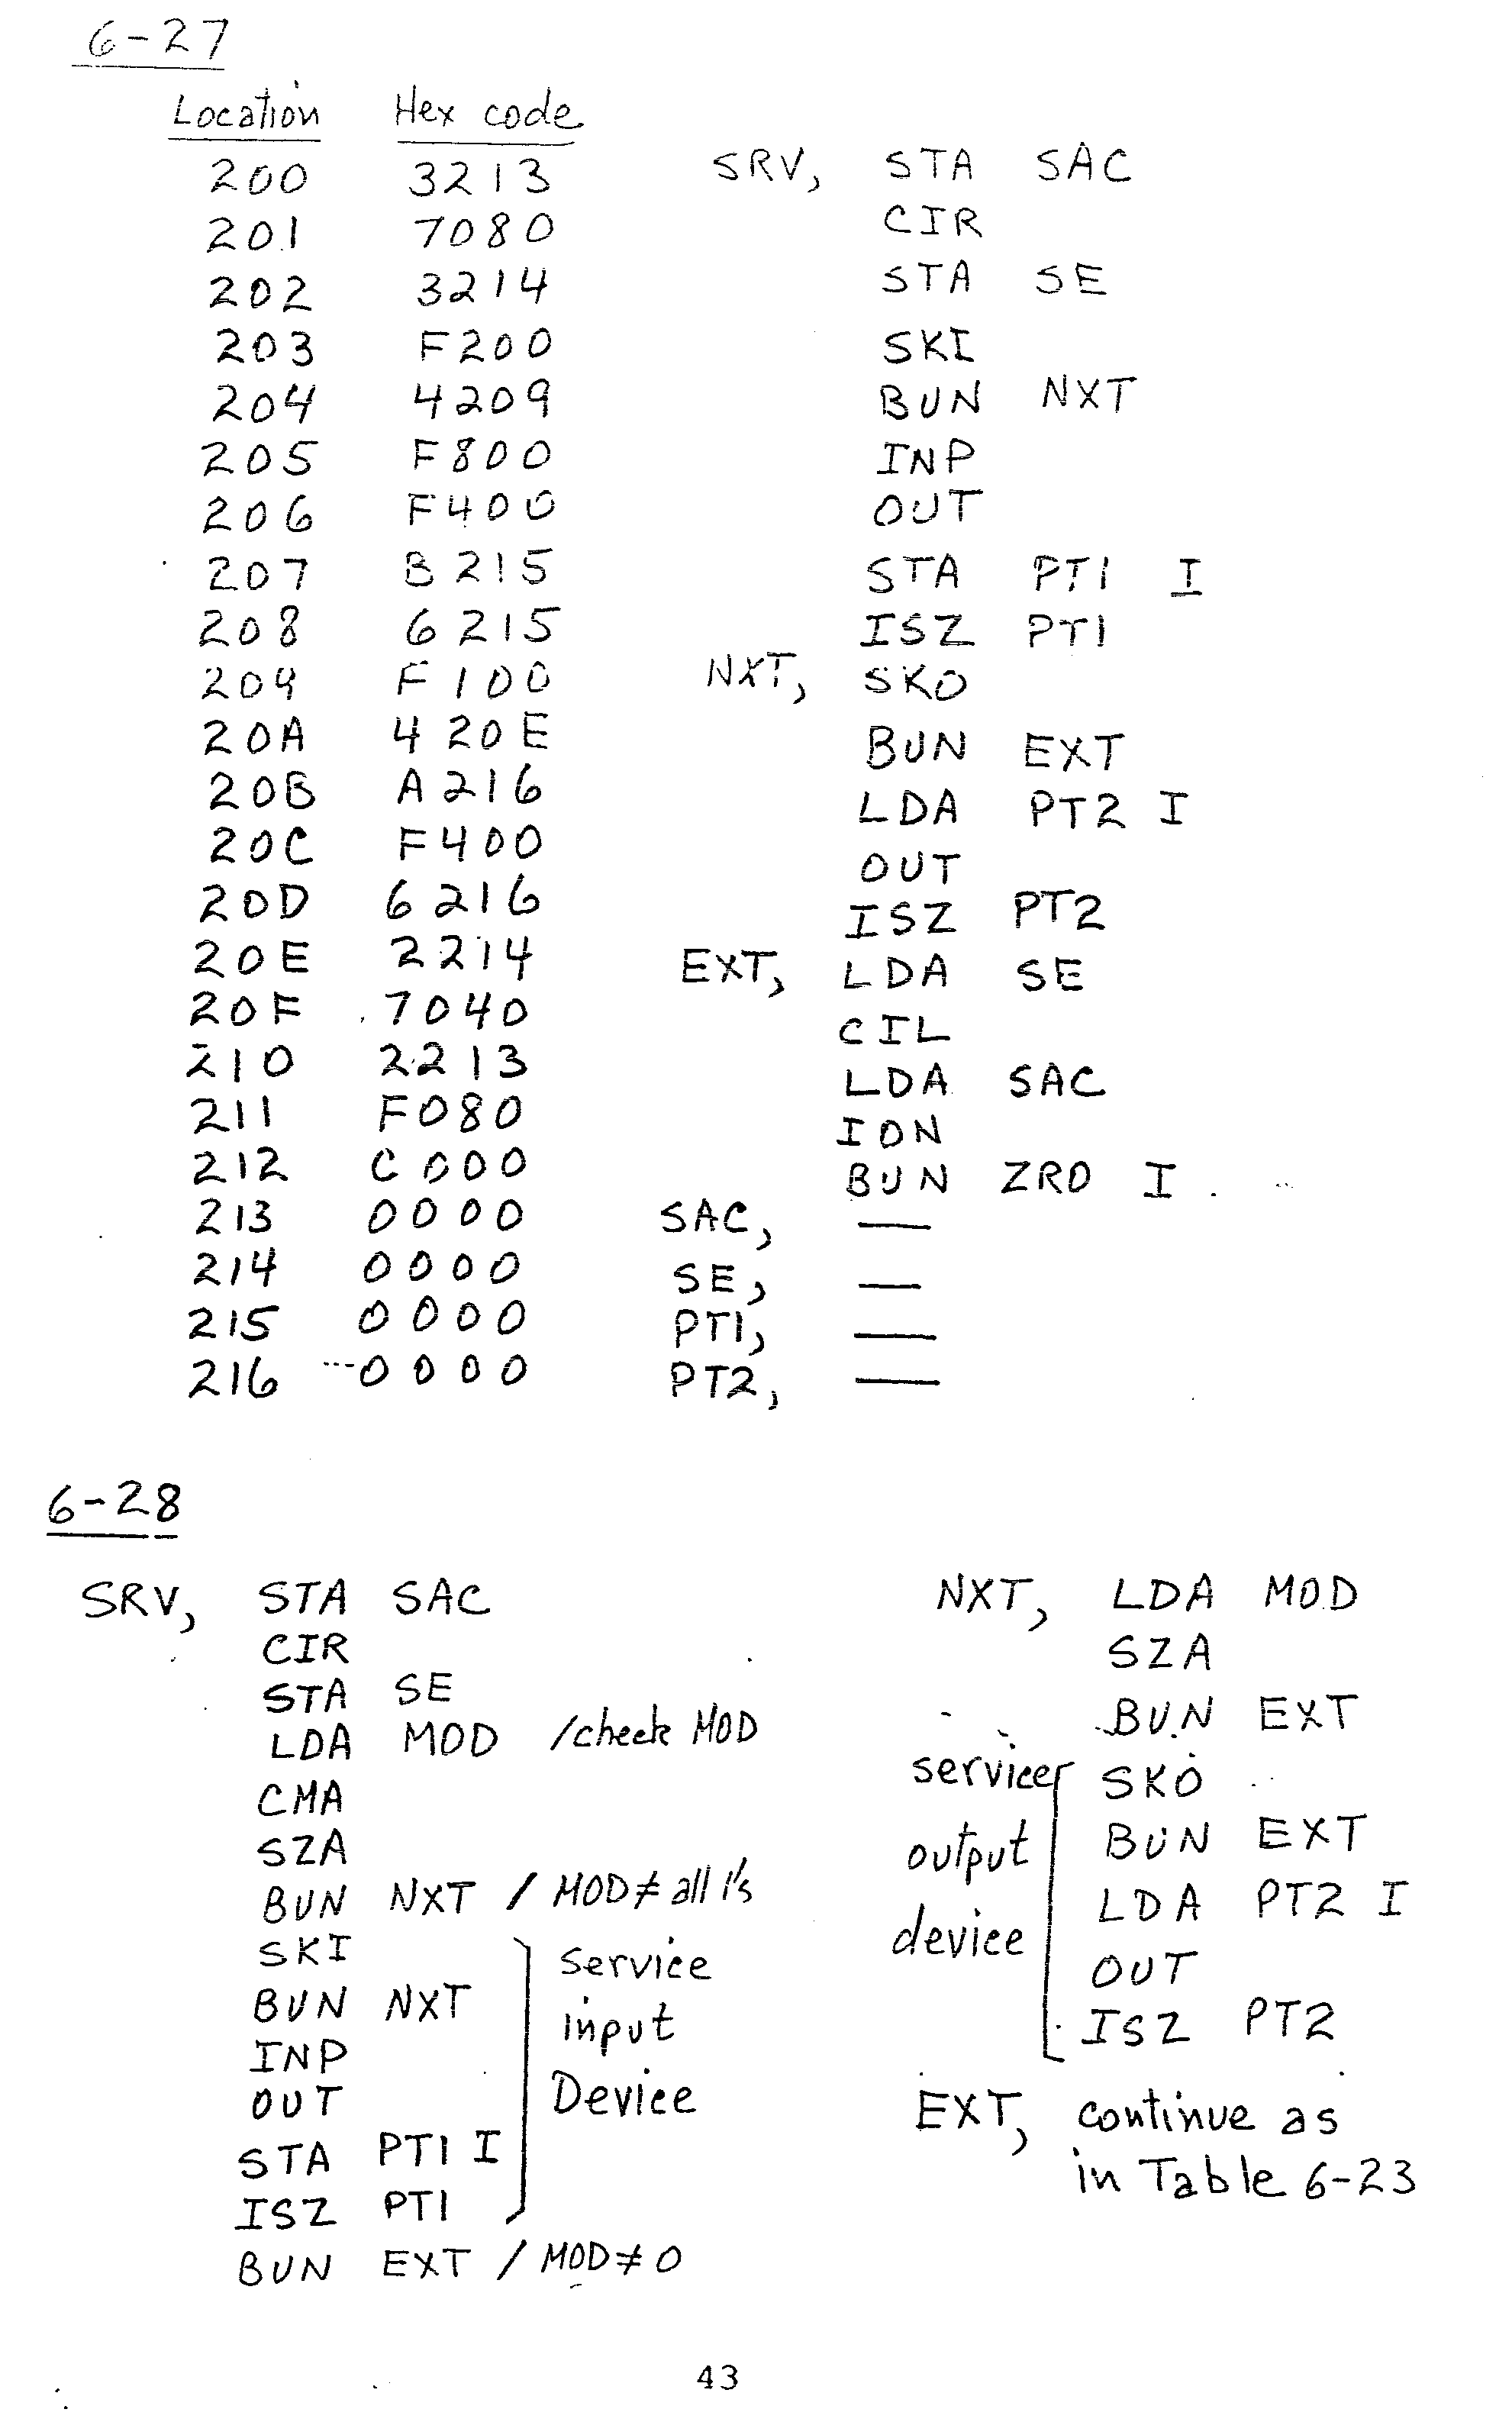 6-27
Location Hex code
200 3213 SRV, STA SAC
201 7080 CIR
202 3214 STA SE
203 F200 SKI
204 4209 BUN NXT
205 F800 INP
206 F400 OUT
207 B215 STA PT1 I
208 6215 ISZ PT1
209 F100 NXT, SKO
20A 420E BUN EXT
20B A216 LDA PT2 I
20C F400 OUT
20D 6216 ISZ PT2
20E 2214 EXT, LDA SE
20F 7040 CIL
210 2213 LDA SAC
211 F080 ION
212 C000 BUN ZRO I
213 0000 SAC, —
214 0000 SE, —
215 0000 PT1, —
216 0000 PT2, —
6-28
SRV, STA SAC
CIR
STA SE
LDA MOD /check MOD
CMA
SZA
BUN NXT / MOD≠ all 1's
SKI
BUN NXT
INP
OUT
STA PT1 I
ISZ PT1
service
input
Device
BUN EXT / MOD≠0
NXT, LDA MOD
SZA
BUN EXT
service
output
device
SKO
BUN EXT
LDA PT2 I
OUT
ISZ PT2
EXT, continue as
in Table 6-23
43